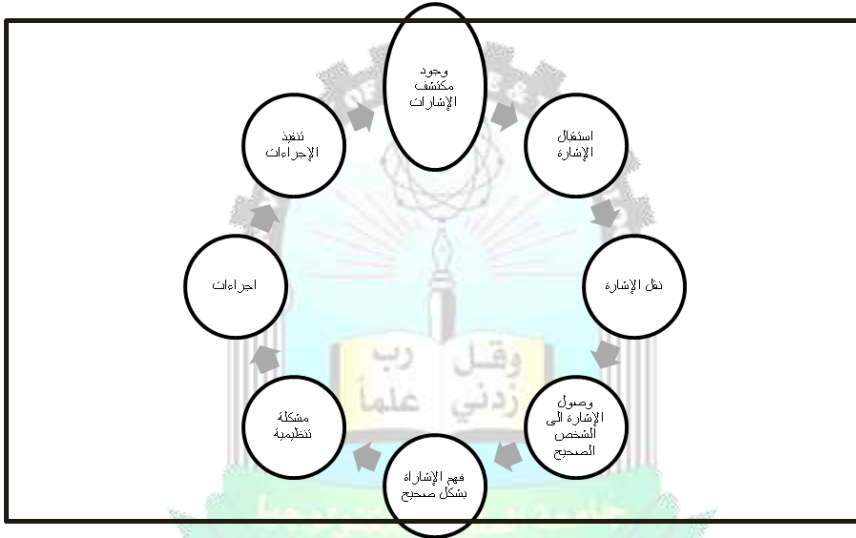 وجود
مكتشف
الإشارات
استقبال
الإشارة
نقل الإشارة
وصول
الإشارة الى
الشخص
الصحيح
فهم الإشاراة
بشكل صحيح
مشكلة
تنظيمية
اجراءات
تنفيذ
الإجراءات
وقل رب
زدني علماً